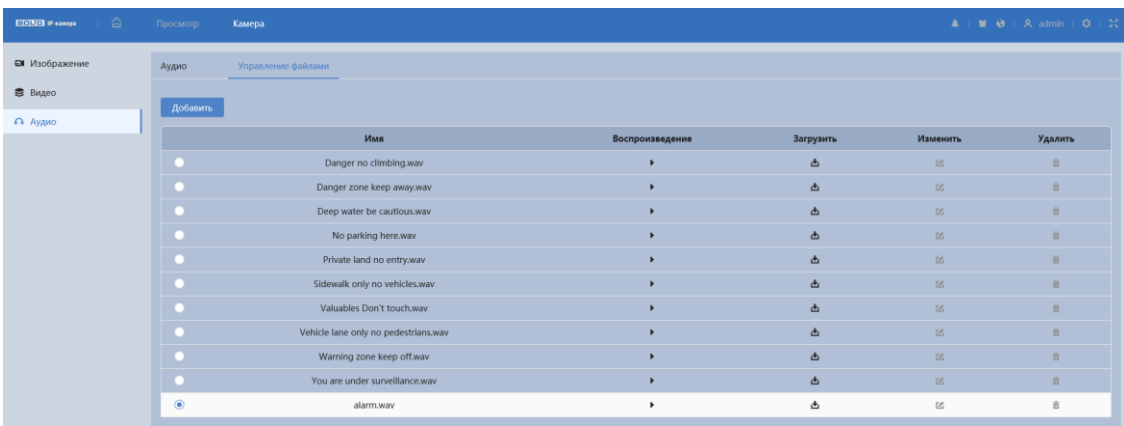 BOLID IP-камера Просмотр Камера admin
Изображение
Видео
Аудио
Аудио Управление файлами
Добавить
Имя Воспроизведение Загрузить Изменить Удалить
Danger no climbing.wav
Danger zone keep away.wav
Deep water be cautious.wav
No parking here.wav
Private land no entry.wav
Sidewalk only no vehicles.wav
Valuables Don't touch.wav
Vehicle lane only no pedestrians.wav
Warning zone keep off.wav
You are under surveillance.wav
alarm.wav